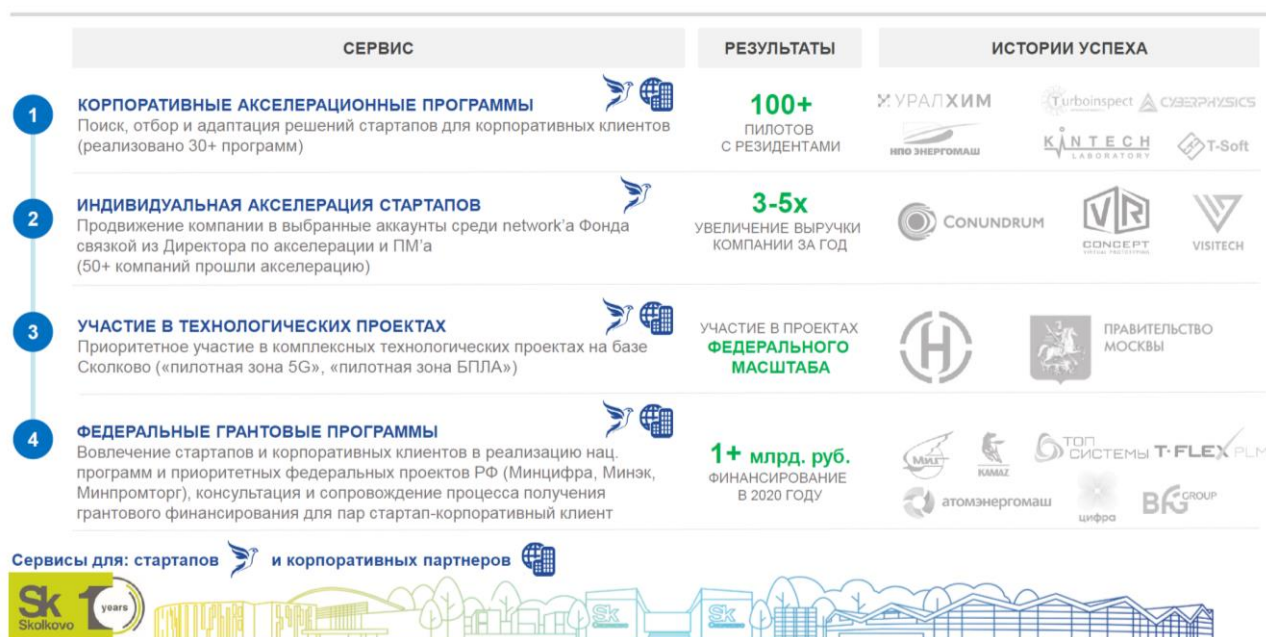 СЕРВИС
РЕЗУЛЬТАТЫ
ИСТОРИИ УСПЕХА
1
КОРПОРАТИВНЫЕ АКСЕЛЕРАЦИОННЫЕ ПРОГРАММЫ
Поиск, отбор и адаптация решений стартапов для корпоративных клиентов
(реализовано 30+ программ)
100+
ПИЛОТОВ
С РЕЗИДЕНТАМИ
УРАЛХИМ
Turboinspect
CYBERPHYSICS
НПО ЭНЕРГОМАШ
KINTECH
LABORATORY
T-Soft
2
ИНДИВИДУАЛЬНАЯ АКСЕЛЕРАЦИЯ СТАРТАПОВ
Продвижение компании в выбранные аккаунты среди network'а Фонда
связкой из Директора по акселерации и ПМ'а
(50+ компаний прошли акселерацию)
3-5x
УВЕЛИЧЕНИЕ ВЫРУЧКИ
КОМПАНИИ ЗА ГОД
CONUNDRUM
VR
CONCEPT
VISITECH
3
УЧАСТИЕ В ТЕХНОЛОГИЧЕСКИХ ПРОЕКТАХ
Приоритетное участие в комплексных технологических проектах на базе
Сколково («пилотная зона 5G», «пилотная зона БПЛА»)
УЧАСТИЕ В ПРОЕКТАХ
ФЕДЕРАЛЬНОГО
МАСШТАБА
ПРАВИТЕЛЬСТВО
МОСКВЫ
4
ФЕДЕРАЛЬНЫЕ ГРАНТОВЫЕ ПРОГРАММЫ
Вовлечение стартапов и корпоративных клиентов в реализацию нац.
программ и приоритетных федеральных проектов РФ (Минцифра, Минэк,
Минпромторг), консультация и сопровождение процесса получения
грантового финансирования для пар стартап-корпоративный клиент
1+ млрд. руб.
ФИНАНСИРОВАНИЕ
В 2020 ГОДУ
МиГ
КАМАZ
ТОП
СИСТЕМЫ
T-FLEX PLM
атомэнергомаш
цифра
BFG GROUP
Сервисы для: стартапов и корпоративных партнеров
Sk
Skolkovo
10 years
Sk
Sk